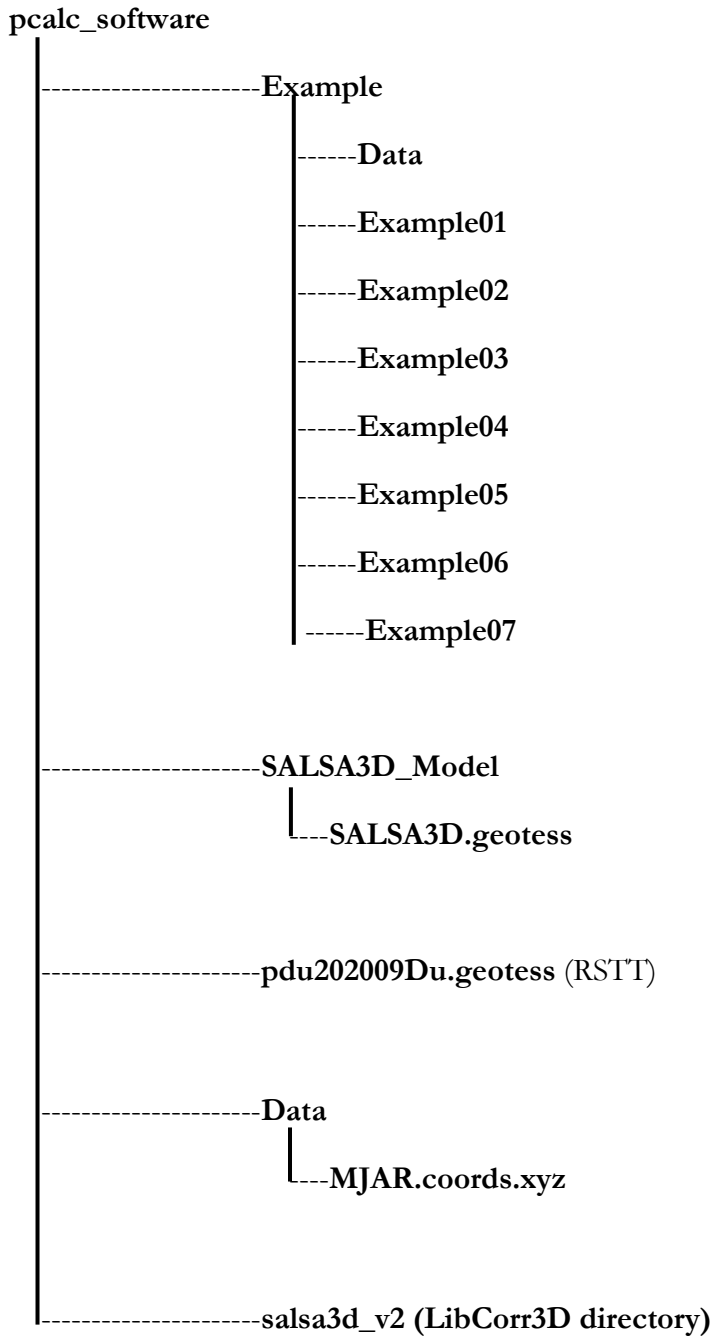 pcalc_software
----------------------Example
------Data
------Example01
------Example02
------Example03
------Example04
------Example05
------Example06
------Example07
----------------------SALSA3D_Model
----SALSA3D.geotess
----------------------pdu202009Du.geotess (RSTT)
----------------------Data
----MJAR.coords.xyz
----------------------salsa3d_v2 (LibCorr3D directory)